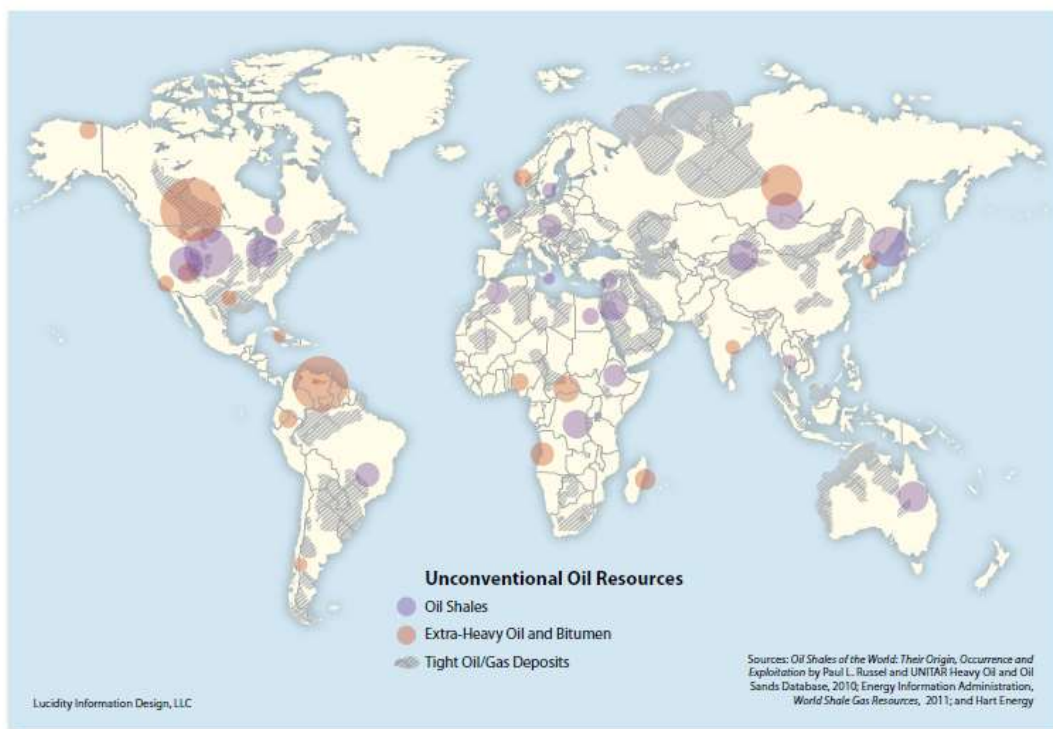 Unconventional Oil Resources
Oil Shales
Extra-Heavy Oil and Bitumen
Tight Oil/Gas Deposits
Sources: Oil Shales of the World: Their Origin, Occurrence and
Exploitation by Paul L. Russel and UNITAR Heavy Oil and Oil
Sands Database, 2010; Energy Information Administration,
World Shale Gas Resources, 2011; and Hart Energy
Lucidity Information Design, LLC